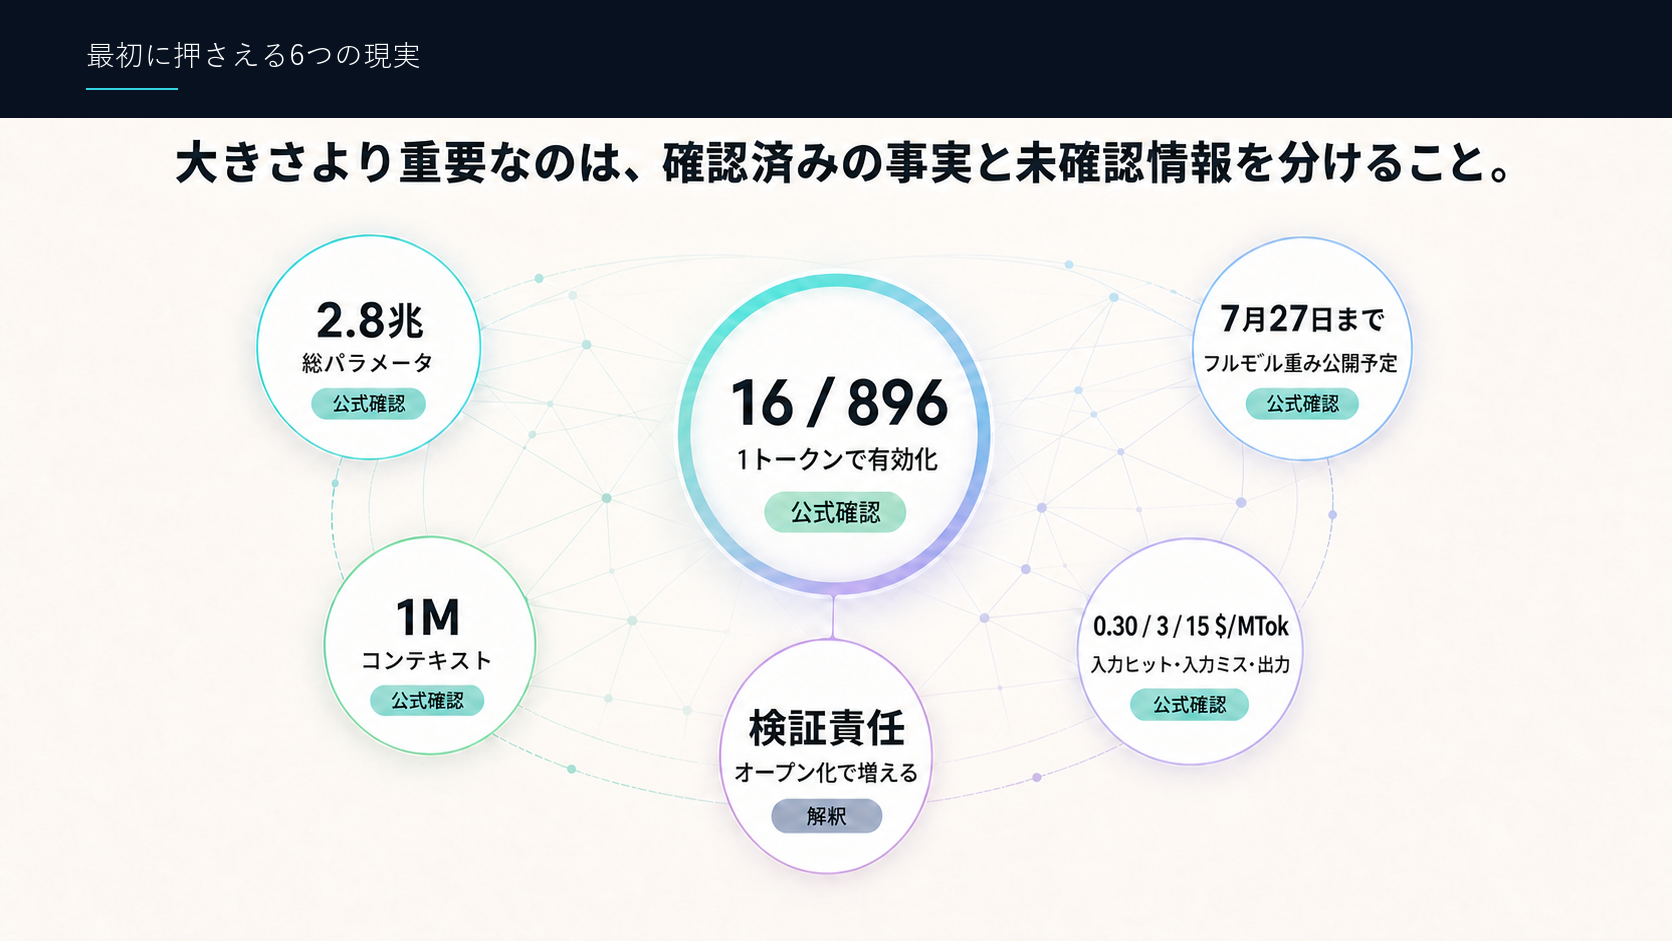 最初に押さえる6つの現実
大きさより重要なのは、確認済みの事実と未確認情報を分けること。
2.8兆
総パラメータ
公式確認
16 / 896
1トークンで有効化
公式確認
7月27日まで
フルモデル重み公開予定
公式確認
1M
コンテキスト
公式確認
検証責任
オープン化で増える
解釈
0.30 / 3 / 15 $/MTok
入力ヒット・入力ミス・出力
公式確認